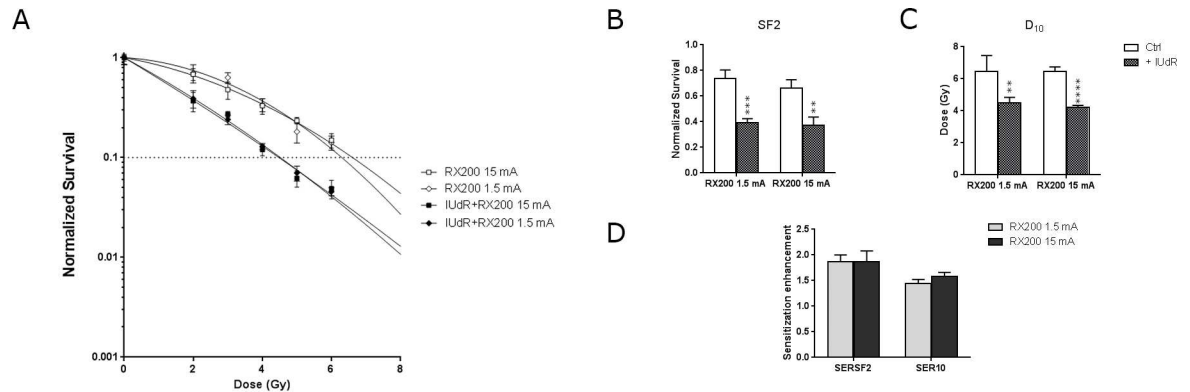 A
Normalized Survival
1
0.1
0.01
0.001
0
2
4
6
8
Dose (Gy)
RX200 15 mA
RX200 1.5 mA
IUdR+RX200 15 mA
IUdR+RX200 1.5 mA
B
SF2
Normalized Survival
1.0
0.8
0.6
0.4
0.2
0.0
***
**
RX200 1.5 mA
RX200 15 mA
C
D10
Dose (Gy)
8
6
4
2
0
**
****
RX200 1.5 mA
RX200 15 mA
Ctrl
+ IUdR
D
Sensitization enhancement
2.5
2.0
1.5
1.0
0.5
0.0
SERSF2
SER10
RX200 1.5 mA
RX200 15 mA